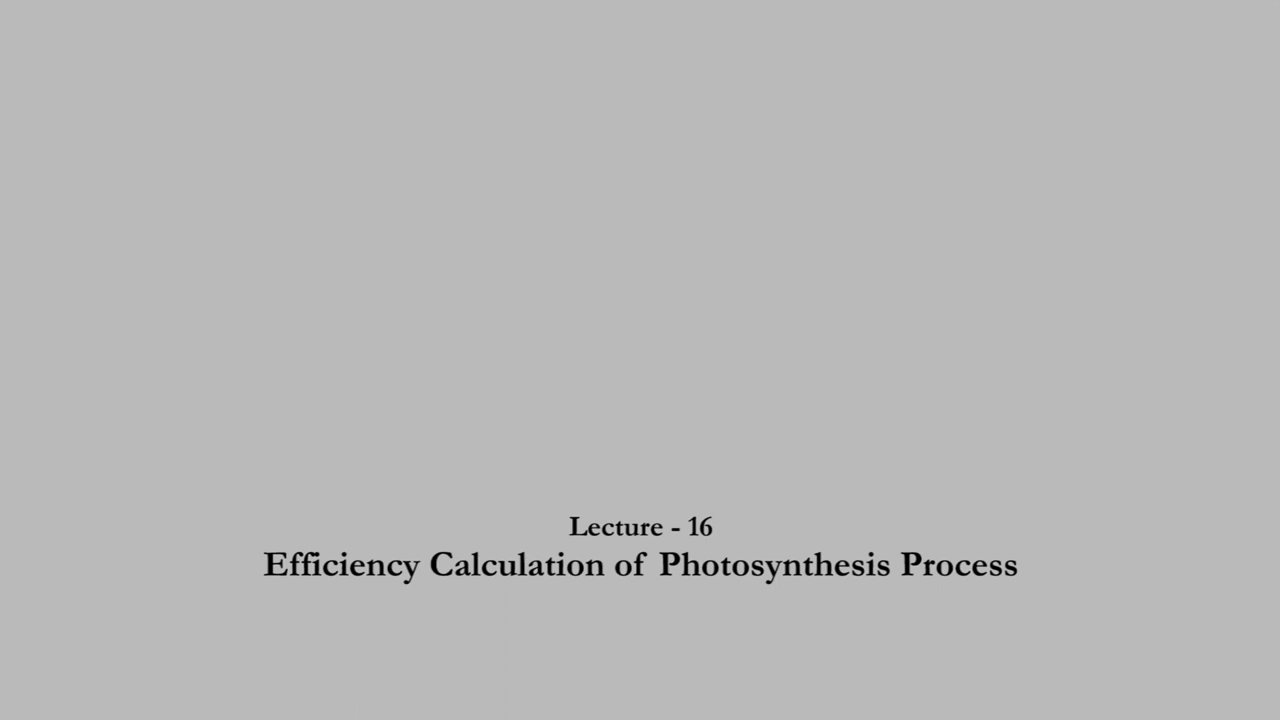 Lecture - 16
Efficiency Calculation of Photosynthesis Process